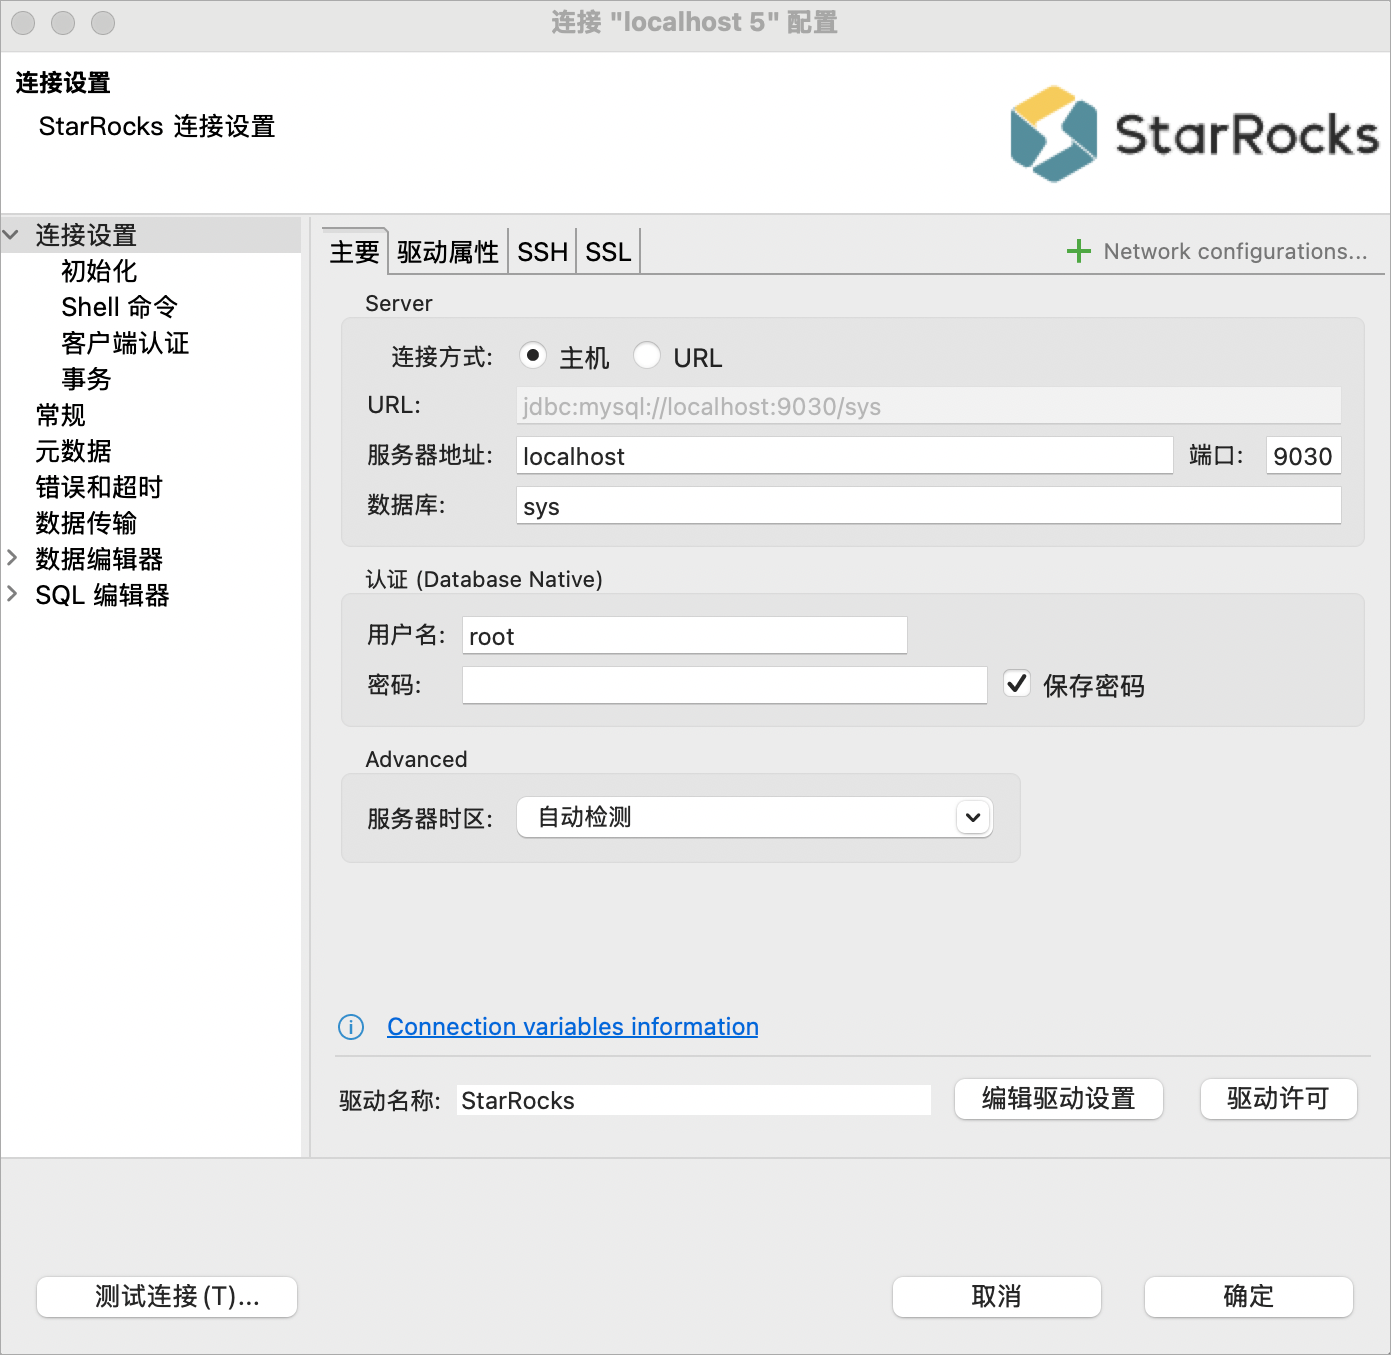 连接 "localhost 5" 配置
连接设置
StarRocks 连接设置
StarRocks
连接设置
初始化
Shell 命令
客户端认证
事务
常规
元数据
错误和超时
数据传输
数据编辑器
SQL 编辑器
主要 驱动属性 SSH SSL Network configurations...
Server
连接方式: 主机 URL
URL: jdbc:mysql://localhost:9030/sys
服务器地址: localhost 端口: 9030
数据库: sys
认证 (Database Native)
用户名: root
密码: 保存密码
Advanced
服务器时区: 自动检测
Connection variables information
驱动名称: StarRocks 编辑驱动设置 驱动许可
测试连接(T)... 取消 确定